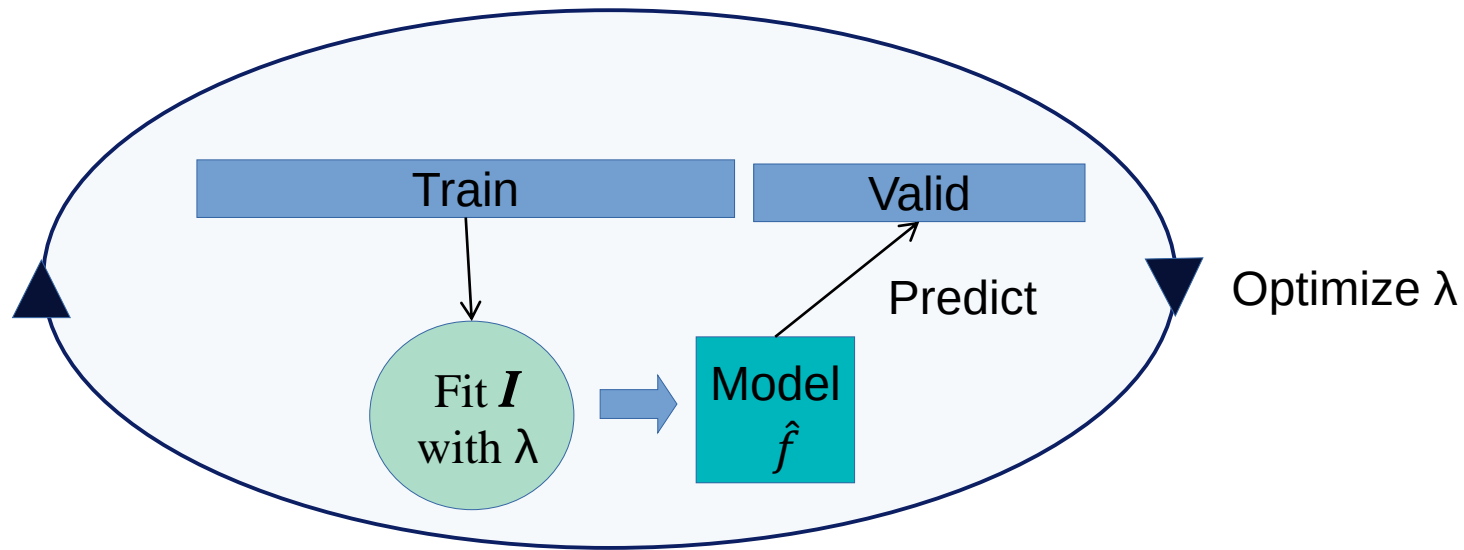 Train
Valid
Predict
Optimize λ
Fit I
with λ
Model
f̂